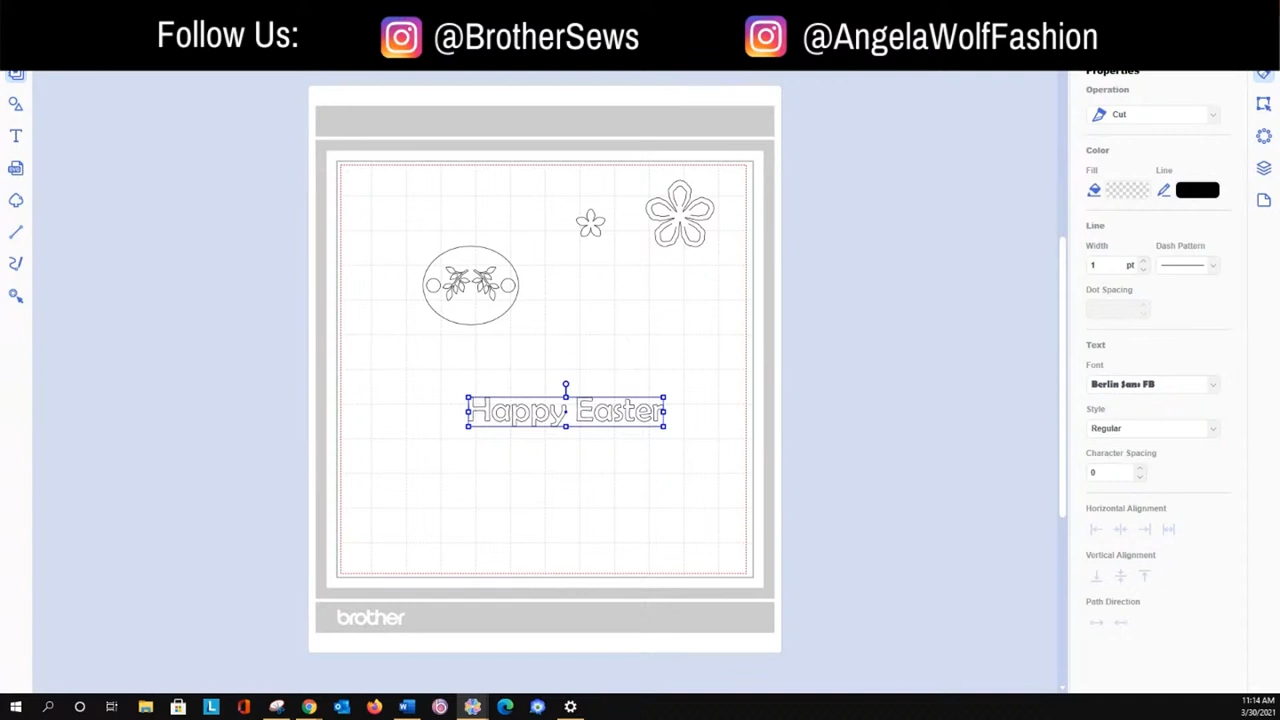 Follow Us:
@BrotherSews
@AngelaWolfFashion
Properties
Operation
Cut
Color
Fill
Line
Line
Width
Dash Pattern
1 pt
Dot Spacing
Text
Font
Berlin Sans FB
Style
Regular
Character Spacing
0
Horizontal Alignment
Vertical Alignment
Path Direction
Happy Easter
brother
11:14 AM
3/30/2021